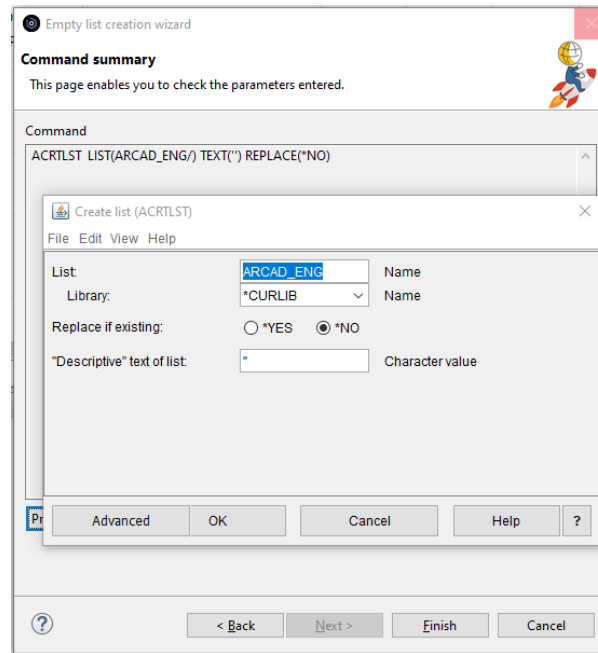 Empty list creation wizard
Command summary
This page enables you to check the parameters entered.
Command
ACRTLST LIST(ARCAD_ENG/) TEXT('') REPLACE(*NO)
Create list (ACRTLST)
File Edit View Help
List: ARCAD_ENG Name
Library: *CURLIB Name
Replace if existing: *YES *NO
"Descriptive" text of list: '' Character value
Pr
Advanced OK Cancel Help ?
? < Back Next > Finish Cancel